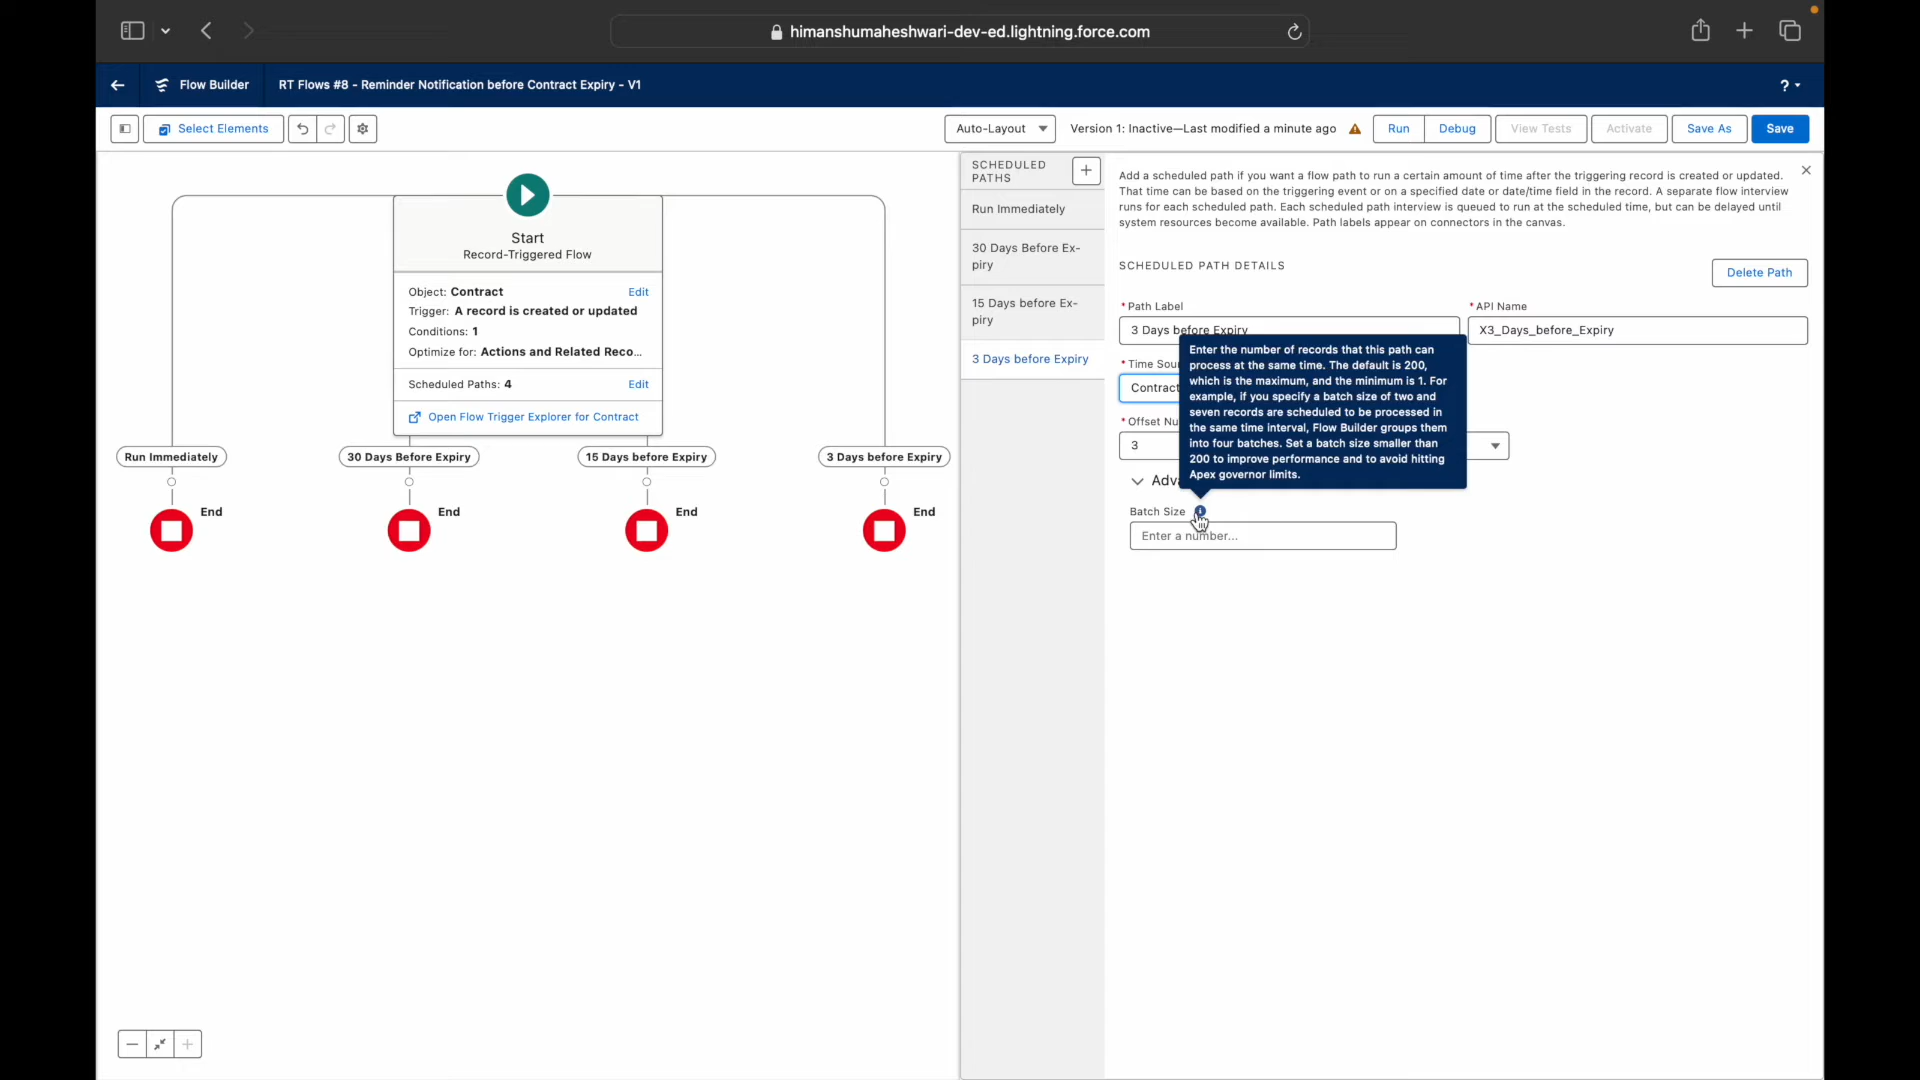 himanshumaheshwari-dev-ed.lightning.force.com
Flow Builder
RT Flows #8 - Reminder Notification before Contract Expiry - V1
?
Select Elements
Auto-Layout
Version 1: Inactive—Last modified a minute ago
Run
Debug
View Tests
Activate
Save As
Save
Start
Record-Triggered Flow
Object: Contract
Edit
Trigger: A record is created or updated
Conditions: 1
Optimize for: Actions and Related Reco...
Scheduled Paths: 4
Edit
Open Flow Trigger Explorer for Contract
Run Immediately
30 Days Before Expiry
15 Days before Expiry
3 Days before Expiry
End
End
End
End
SCHEDULED
PATHS
Run Immediately
30 Days Before Ex-
piry
15 Days before Ex-
piry
3 Days before Expiry
Add a scheduled path if you want a flow path to run a certain amount of time after the triggering record is created or updated.
That time can be based on the triggering event or on a specified date or date/time field in the record. A separate flow interview
runs for each scheduled path. Each scheduled path interview is queued to run at the scheduled time, but can be delayed until
system resources become available. Path labels appear on connectors in the canvas.
SCHEDULED PATH DETAILS
Delete Path
* Path Label
* API Name
3 Days before Expiry
X3_Days_before_Expiry
* Time Sou
Contract
* Offset Nu
3
Adva
Enter the number of records that this path can
process at the same time. The default is 200,
which is the maximum, and the minimum is 1. For
example, if you specify a batch size of two and
seven records are scheduled to be processed in
the same time interval, Flow Builder groups them
into four batches. Set a batch size smaller than
200 to improve performance and to avoid hitting
Apex governor limits.
Batch Size
Enter a number...